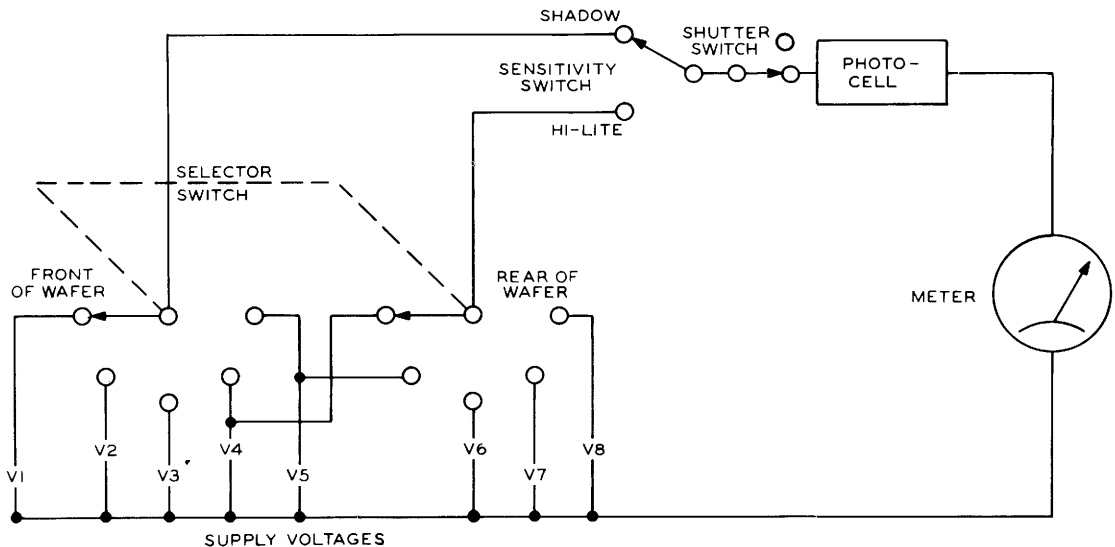 SHADOW
SHUTTER
SWITCH
PHOTO-
CELL
SENSITIVITY
SWITCH
HI-LITE
SELECTOR
SWITCH
FRONT
OF WAFER
REAR OF
WAFER
METER
V1
V2
V3
V4
V5
V6
V7
V8
SUPPLY VOLTAGES